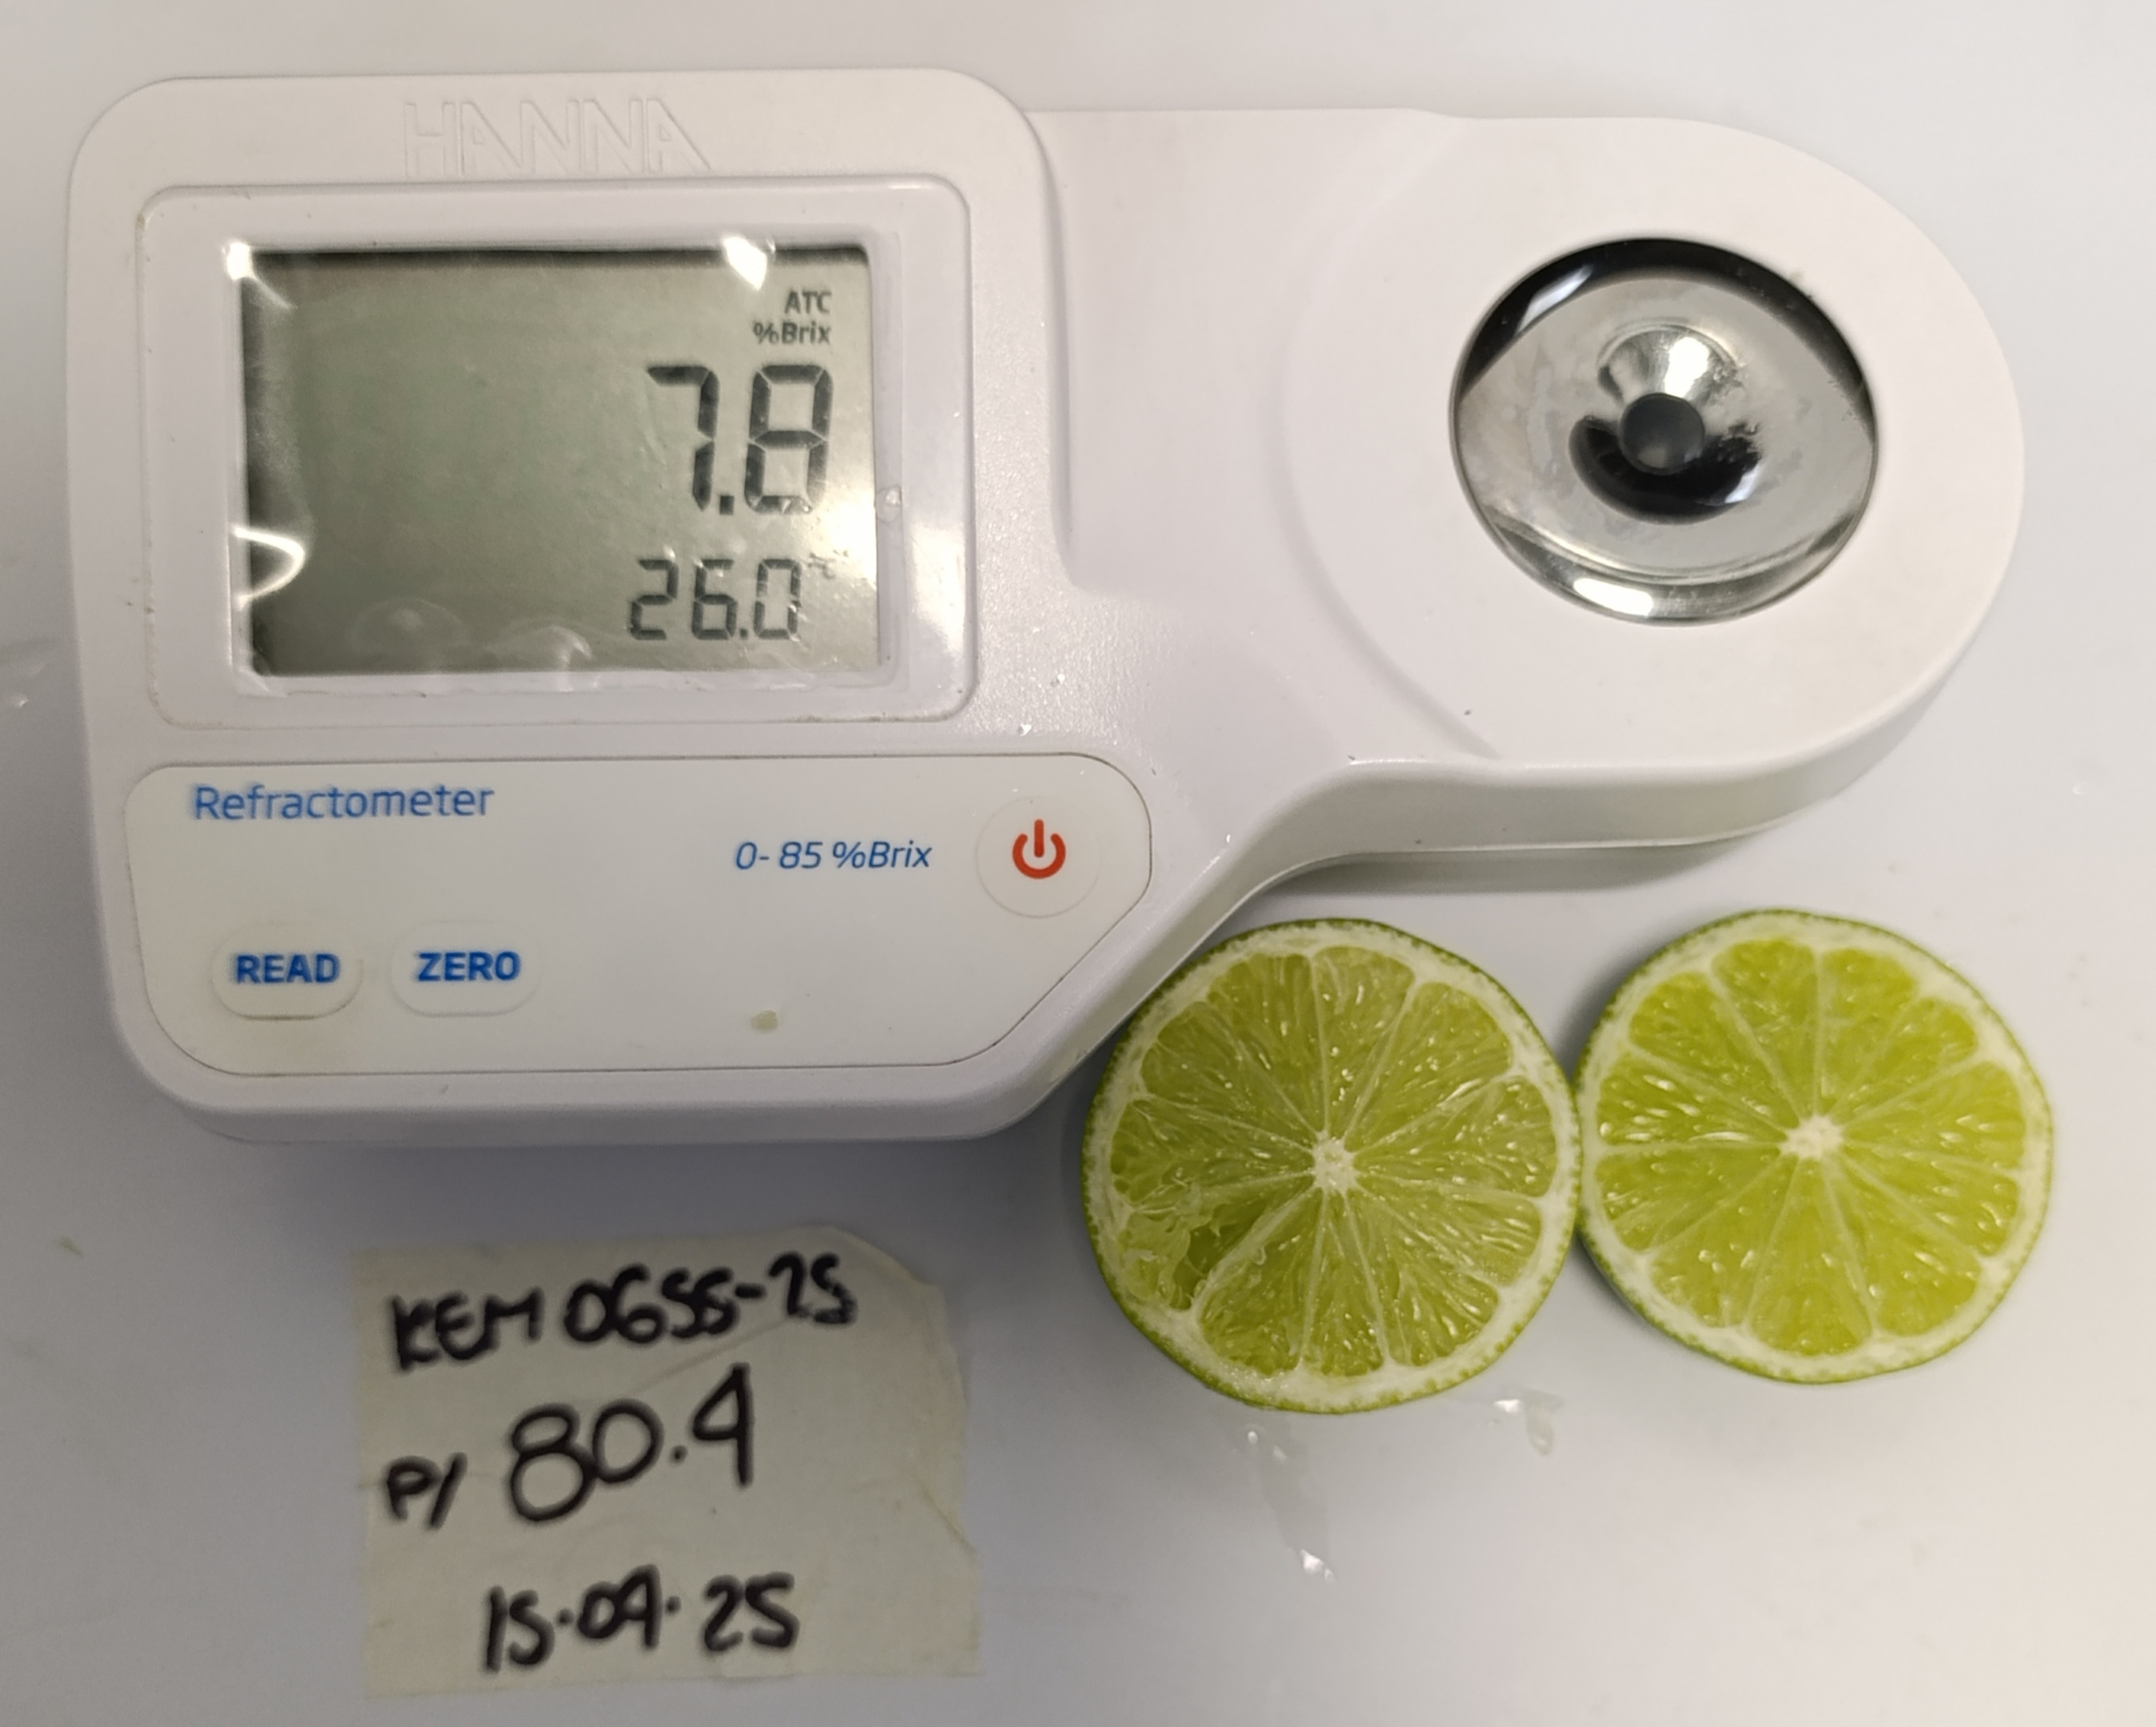 HANNA
ATC
%Brix
7.8
26.0 °C
Refractometer
0-85 %Brix
READ
ZERO
KEM 0655-25
P/ 80.4
15.04.25